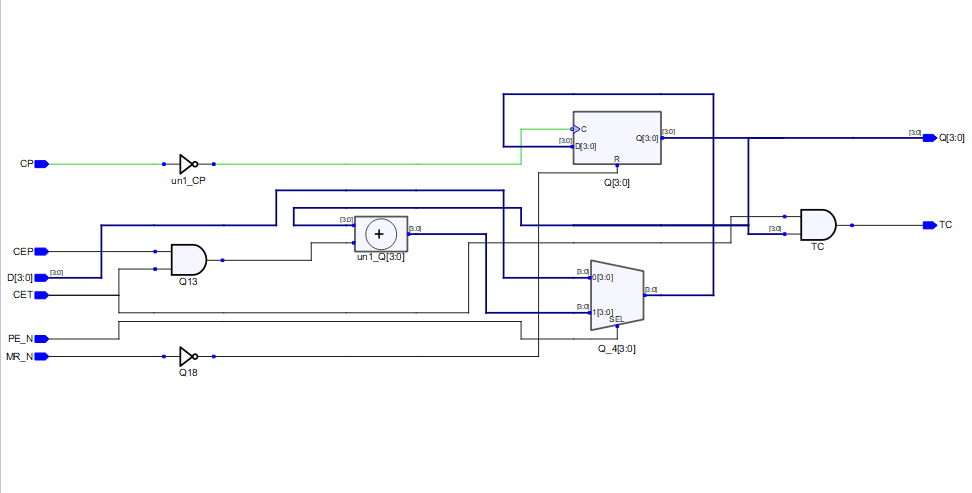 C
[3:0]
D[3:0]
Q[3:0]
[3:0]
R
Q[3:0]
[3:0]
Q[3:0]
CP
un1_CP
[3:0]
[3:0]
un1_Q[3:0]
CEP
[3:0]
D[3:0]
CET
Q13
[3:0]
0[3:0]
[3:0]
1[3:0]
SEL
[3:0]
Q_4[3:0]
[3:0]
TC
TC
PE_N
MR_N
Q18